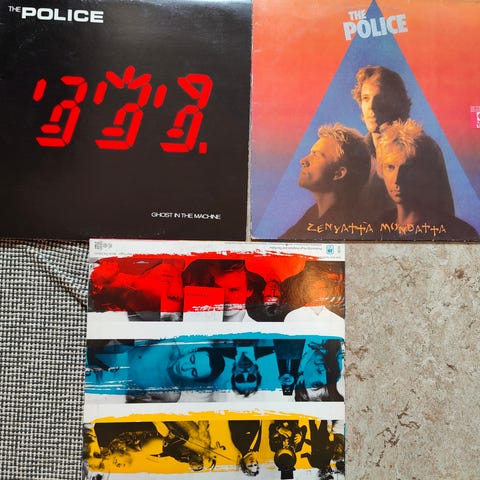 THE POLICE
GHOST IN THE MACHINE
THE
POLICE
ZENYATTA MONDATTA